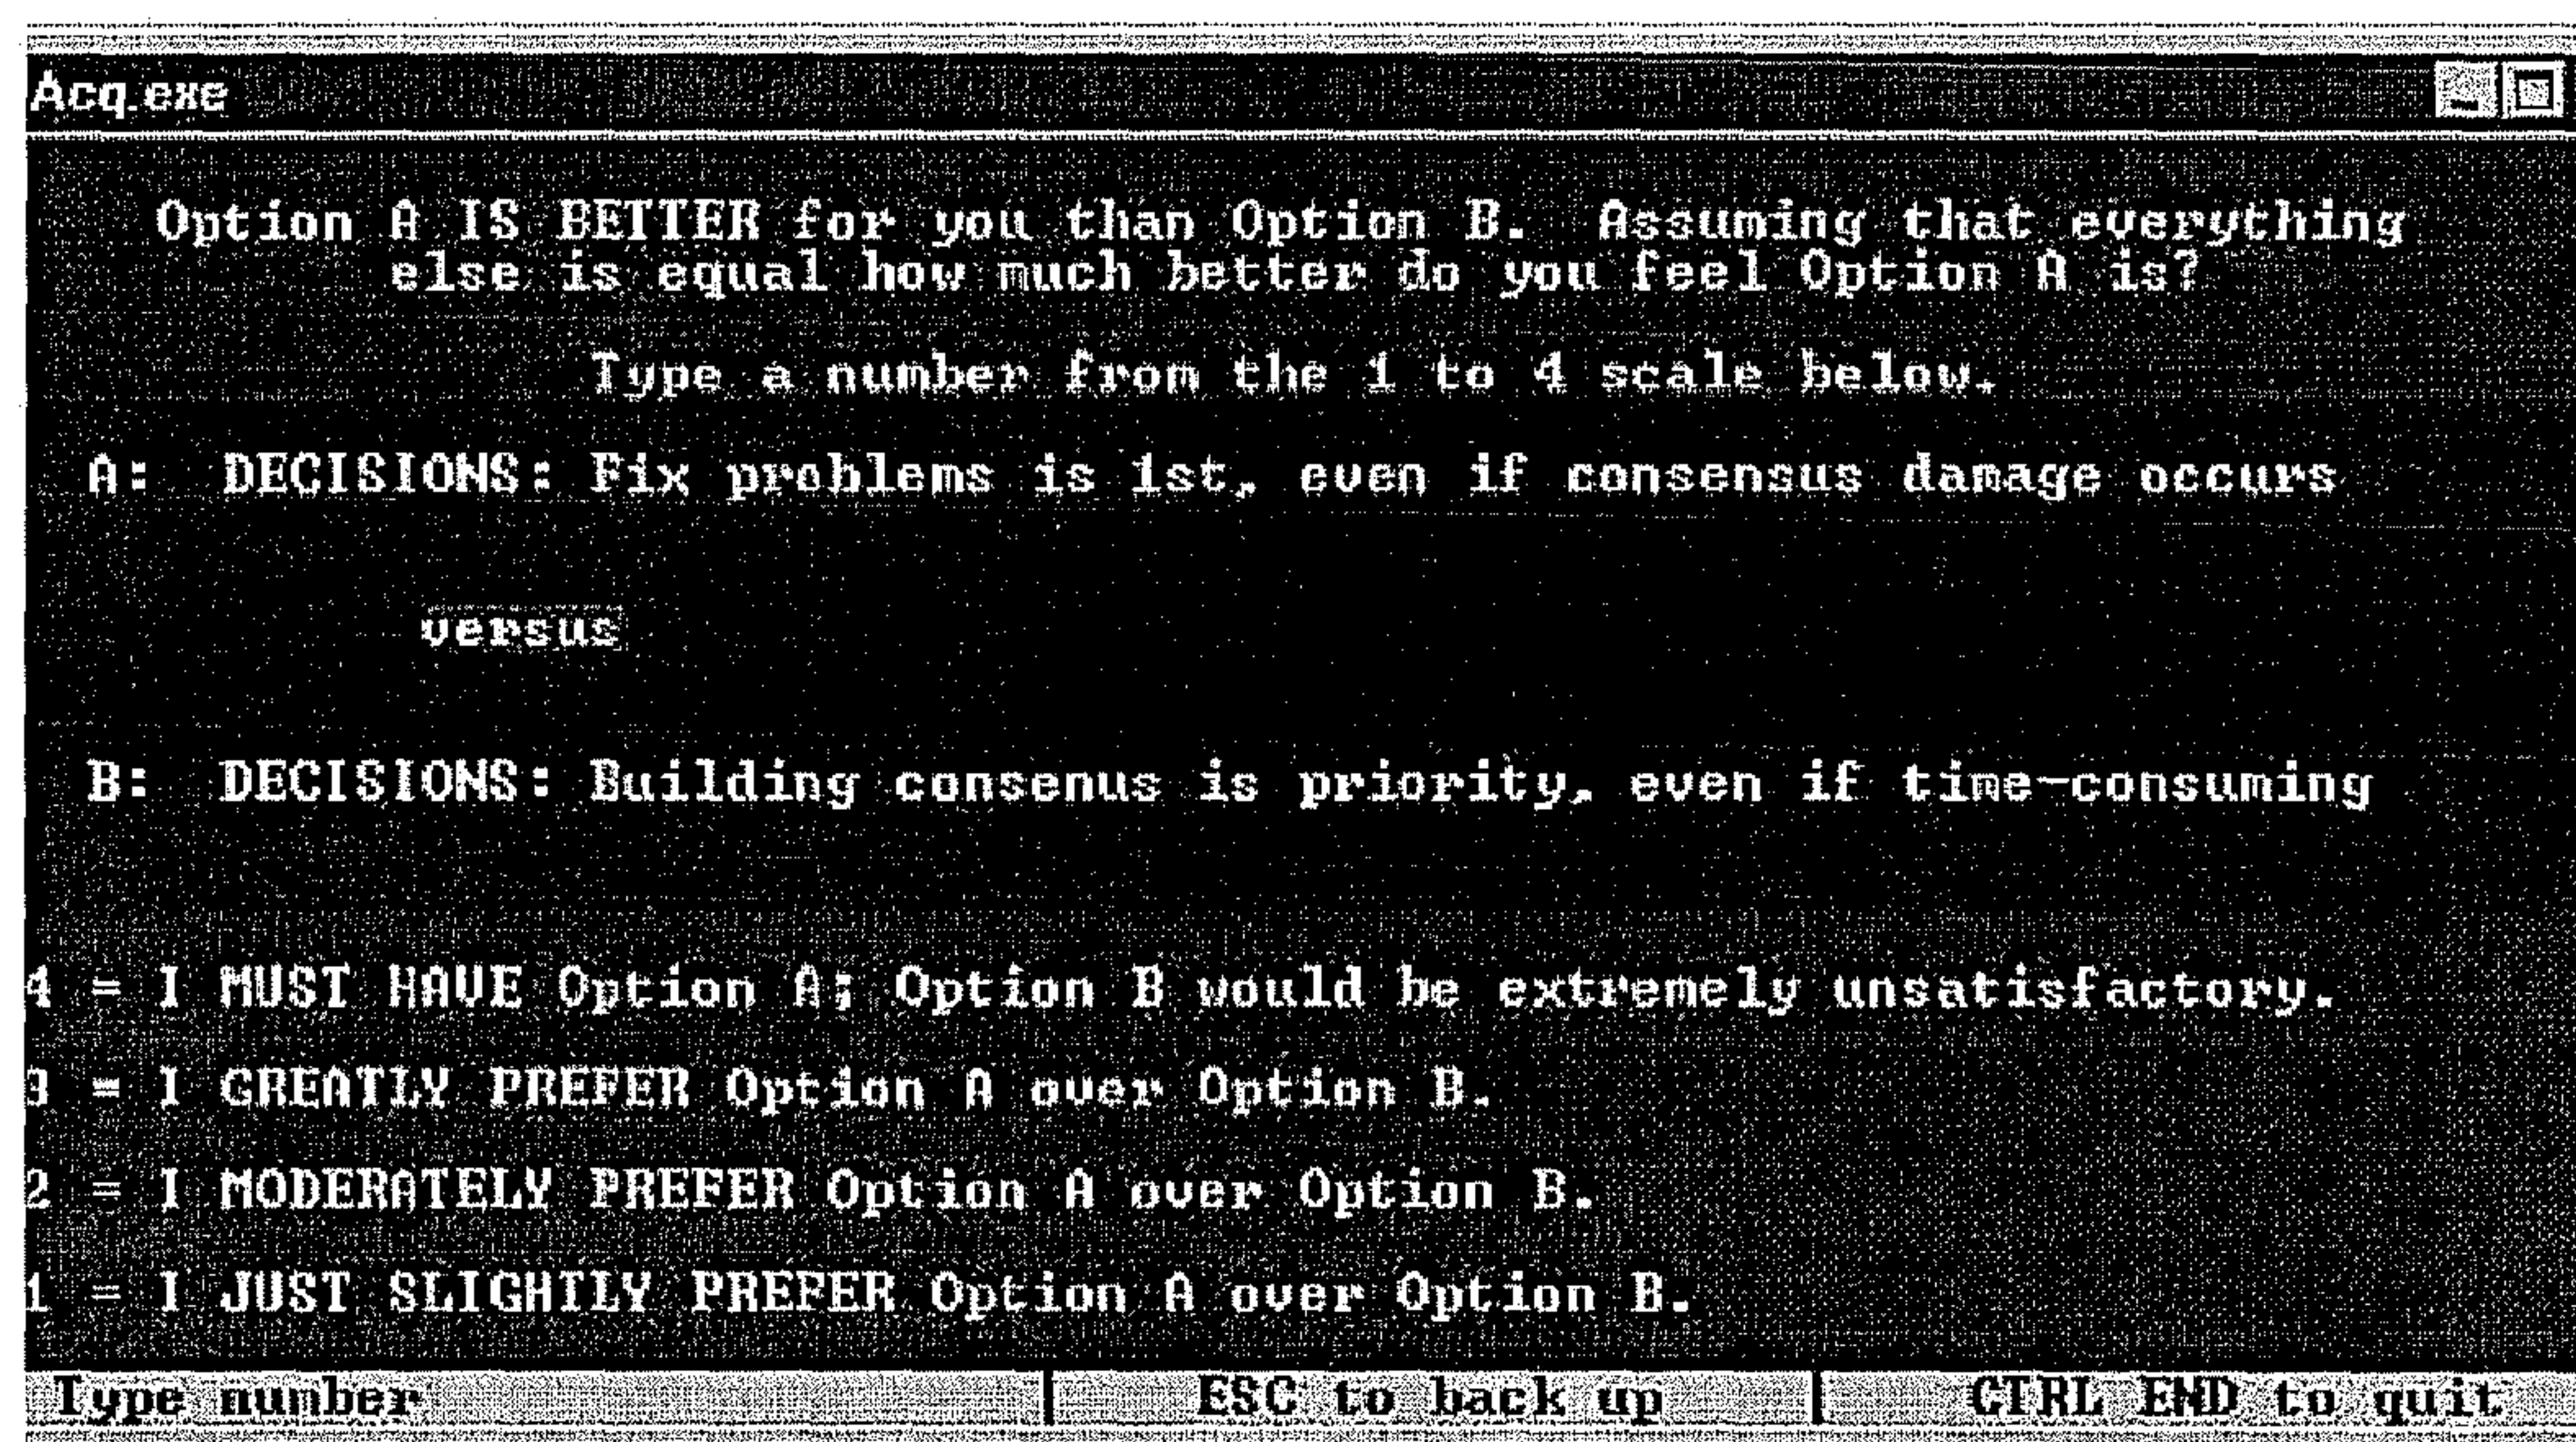 Acq.exe
Option A IS BETTER for you than Option B. Assuming that everything
else is equal how much better do you feel Option A is?
Type a number from the 1 to 4 scale below.
A: DECISIONS: Fix problems is 1st, even if consensus damage occurs
versus
B: DECISIONS: Building consenus is priority, even if time-consuming
4 = I MUST HAVE Option A; Option B would be extremely unsatisfactory.
3 = I GREATLY PREFER Option A over Option B.
2 = I MODERATELY PREFER Option A over Option B.
1 = I JUST SLIGHTLY PREFER Option A over Option B.
Type number | ESC to back up | CTRL END to quit